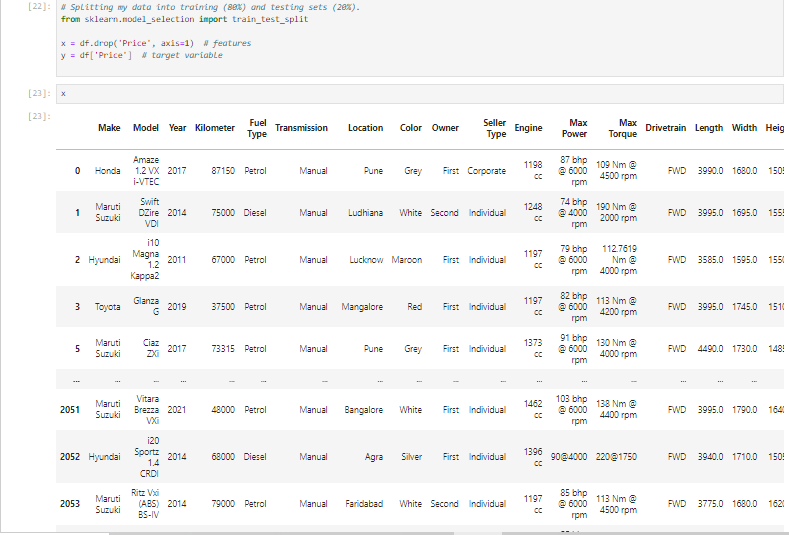 [22]: # Splitting my data into training (80%) and testing sets (20%).
from sklearn.model_selection import train_test_split
x = df.drop('Price', axis=1) # features
y = df['Price'] # target variable
[23]: x
[23]:
Make Model Year Kilometer Fuel Type Transmission Location Color Owner Seller Type Engine Max Power Max Torque Drivetrain Length Width Heig
0 Honda Amaze 1.2 VX i-VTEC 2017 87150 Petrol Manual Pune Grey First Corporate 1198 cc 87 bhp @ 6000 rpm 109 Nm @ 4500 rpm FWD 3990.0 1680.0 150
1 Maruti Suzuki Swift DZire VDI 2014 75000 Diesel Manual Ludhiana White Second Individual 1248 cc 74 bhp @ 4000 rpm 190 Nm @ 2000 rpm FWD 3995.0 1695.0 155
2 Hyundai i10 Magna 1.2 Kappa2 2011 67000 Petrol Manual Lucknow Maroon First Individual 1197 cc 79 bhp @ 6000 rpm 112.7619 Nm @ 4000 rpm FWD 3585.0 1595.0 155
3 Toyota Glanza G 2019 37500 Petrol Manual Mangalore Red First Individual 1197 cc 82 bhp @ 6000 rpm 113 Nm @ 4200 rpm FWD 3995.0 1745.0 151
5 Maruti Suzuki Ciaz ZXi 2017 73315 Petrol Manual Pune Grey First Individual 1373 cc 91 bhp @ 6000 rpm 130 Nm @ 4000 rpm FWD 4490.0 1730.0 148
... ... ... ... ... ... ... ... ... ... ... ... ... ... ... ... ...
2051 Maruti Suzuki Vitara Brezza VXi 2021 48000 Petrol Manual Bangalore White First Individual 1462 cc 103 bhp @ 6000 rpm 138 Nm @ 4400 rpm FWD 3995.0 1790.0 164
2052 Hyundai i20 Sportz 1.4 CRDI 2014 68000 Diesel Manual Agra Silver First Individual 1396 cc 90@4000 220@1750 FWD 3940.0 1710.0 150
2053 Maruti Suzuki Ritz Vxi (ABS) BS-IV 2014 79000 Petrol Manual Faridabad White Second Individual 1197 cc 85 bhp @ 6000 rpm 113 Nm @ 4500 rpm FWD 3775.0 1680.0 162